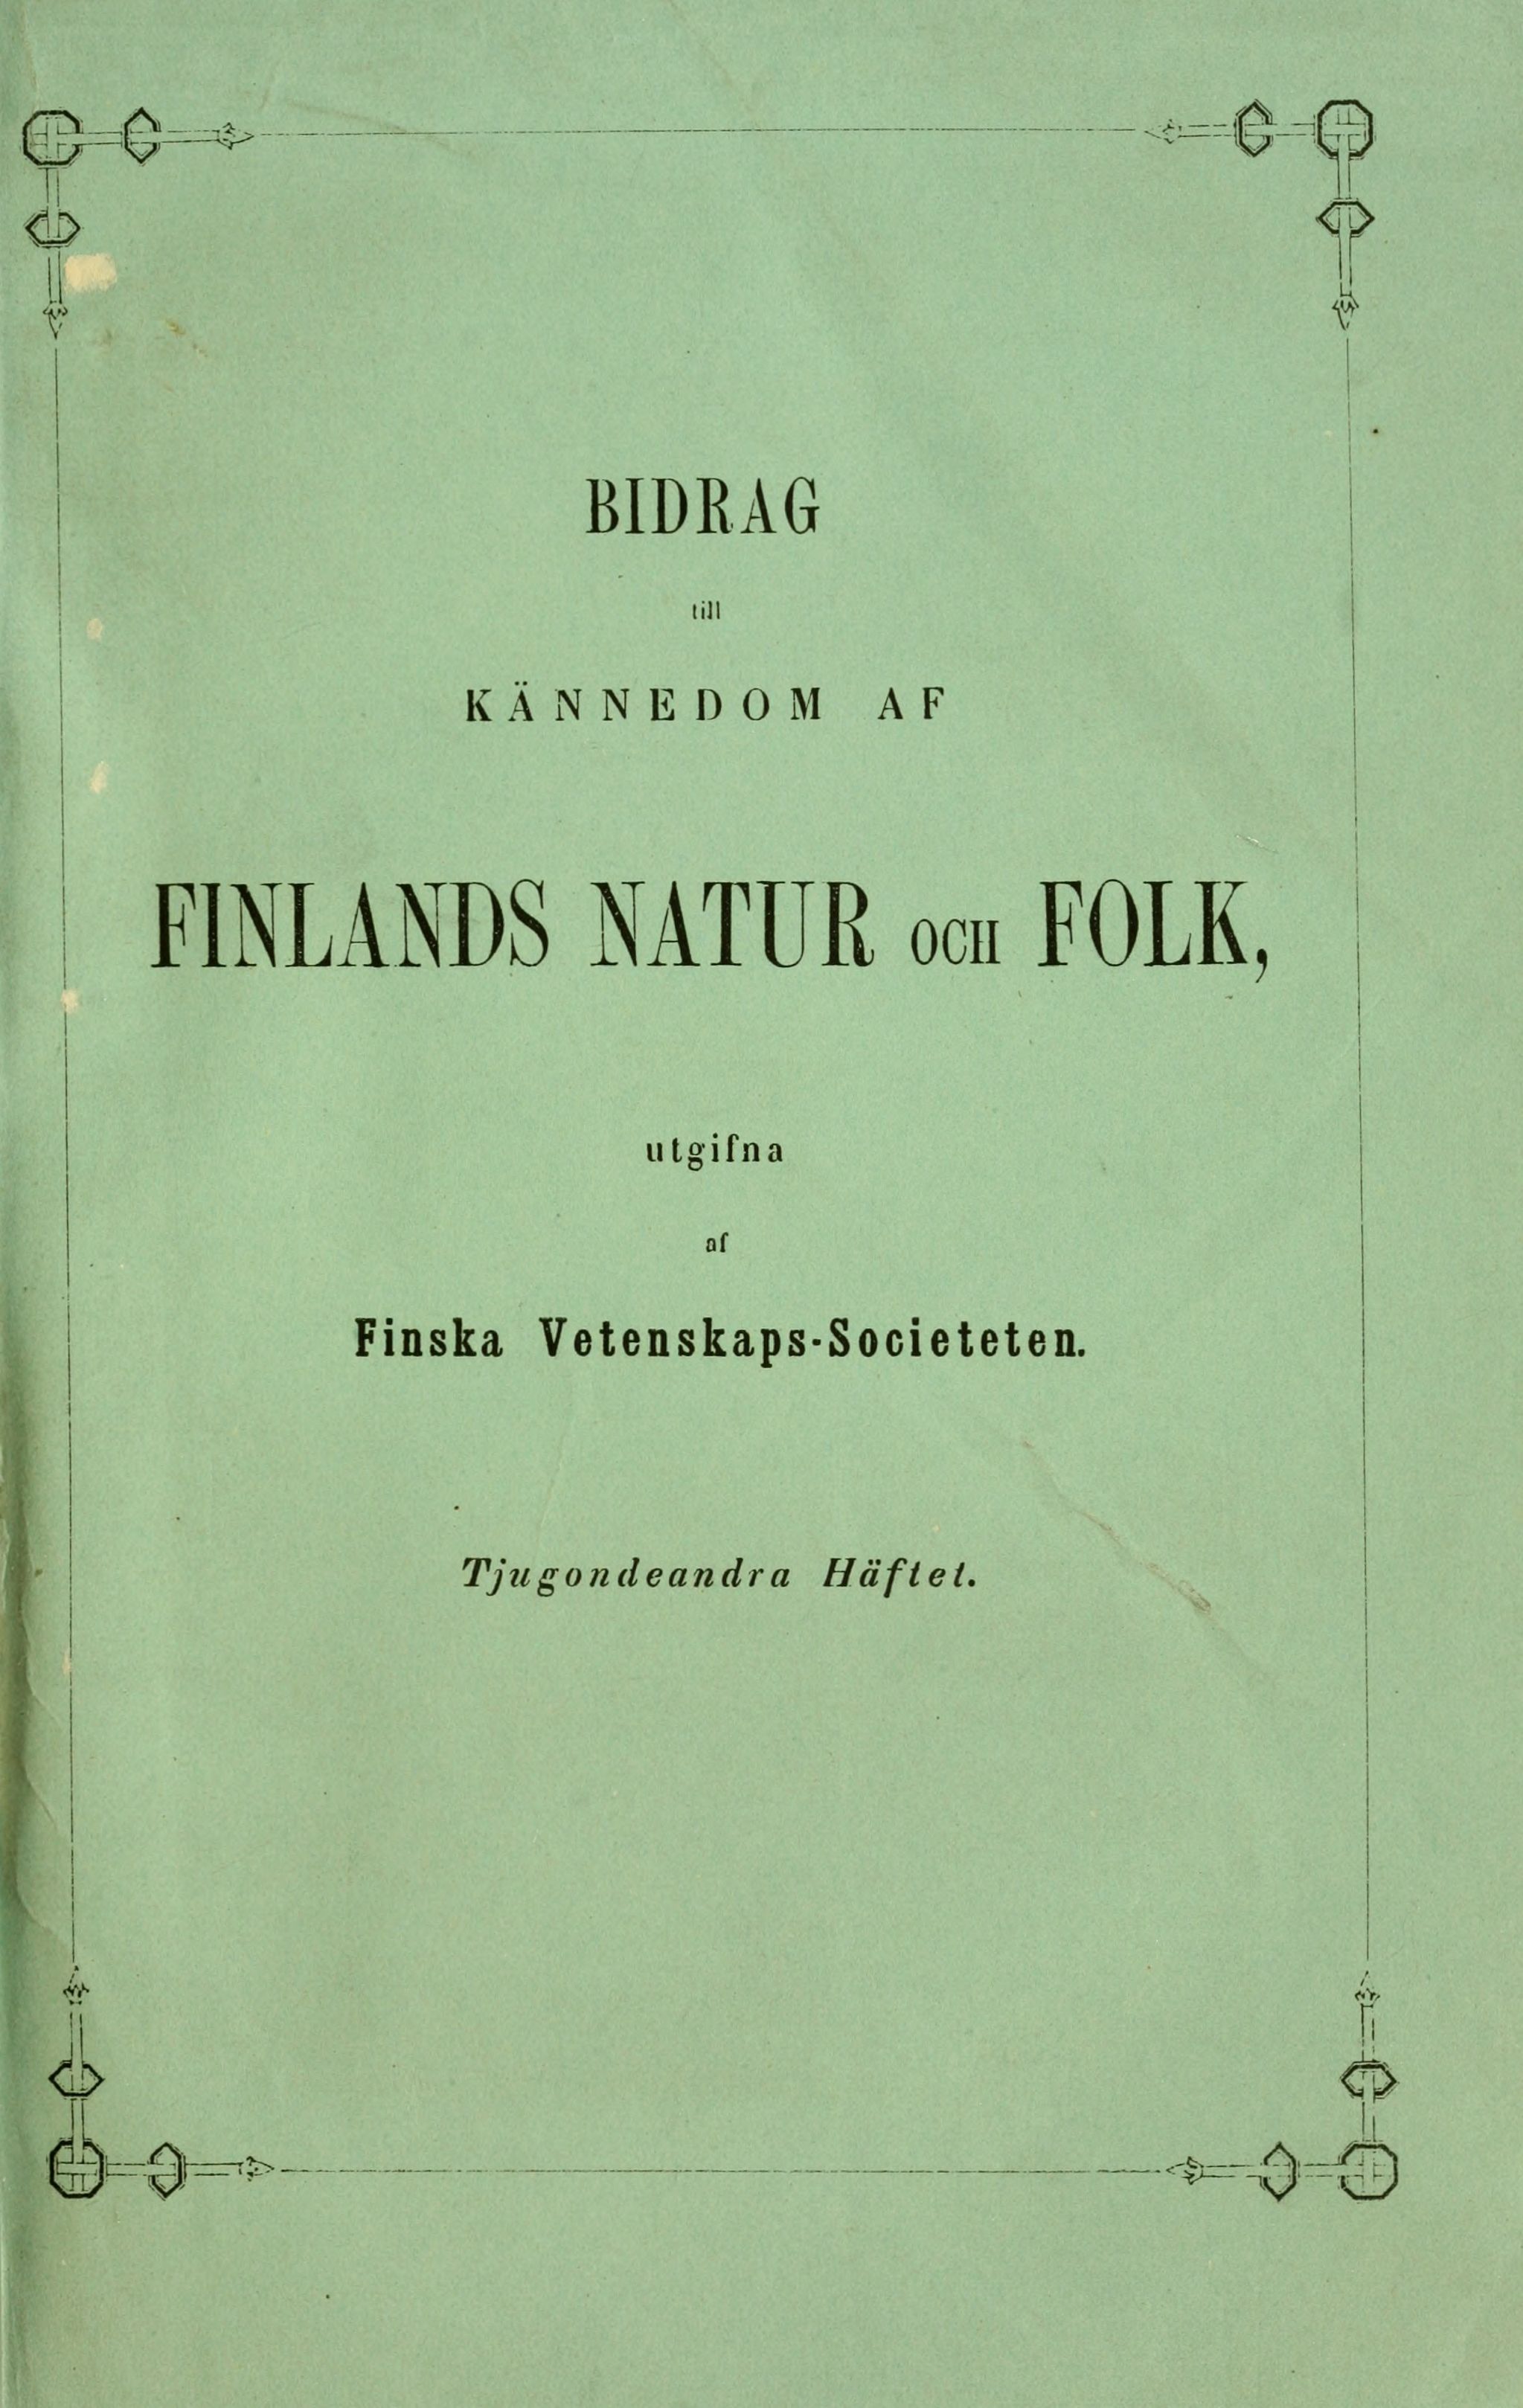 BIDRAG
till
KÄNNEDOM AF
FINLANDS NATUR OCH FOLK,
utgifna
af
Finska Vetenskaps-Societeten.
Tjugondeandra Häftet.